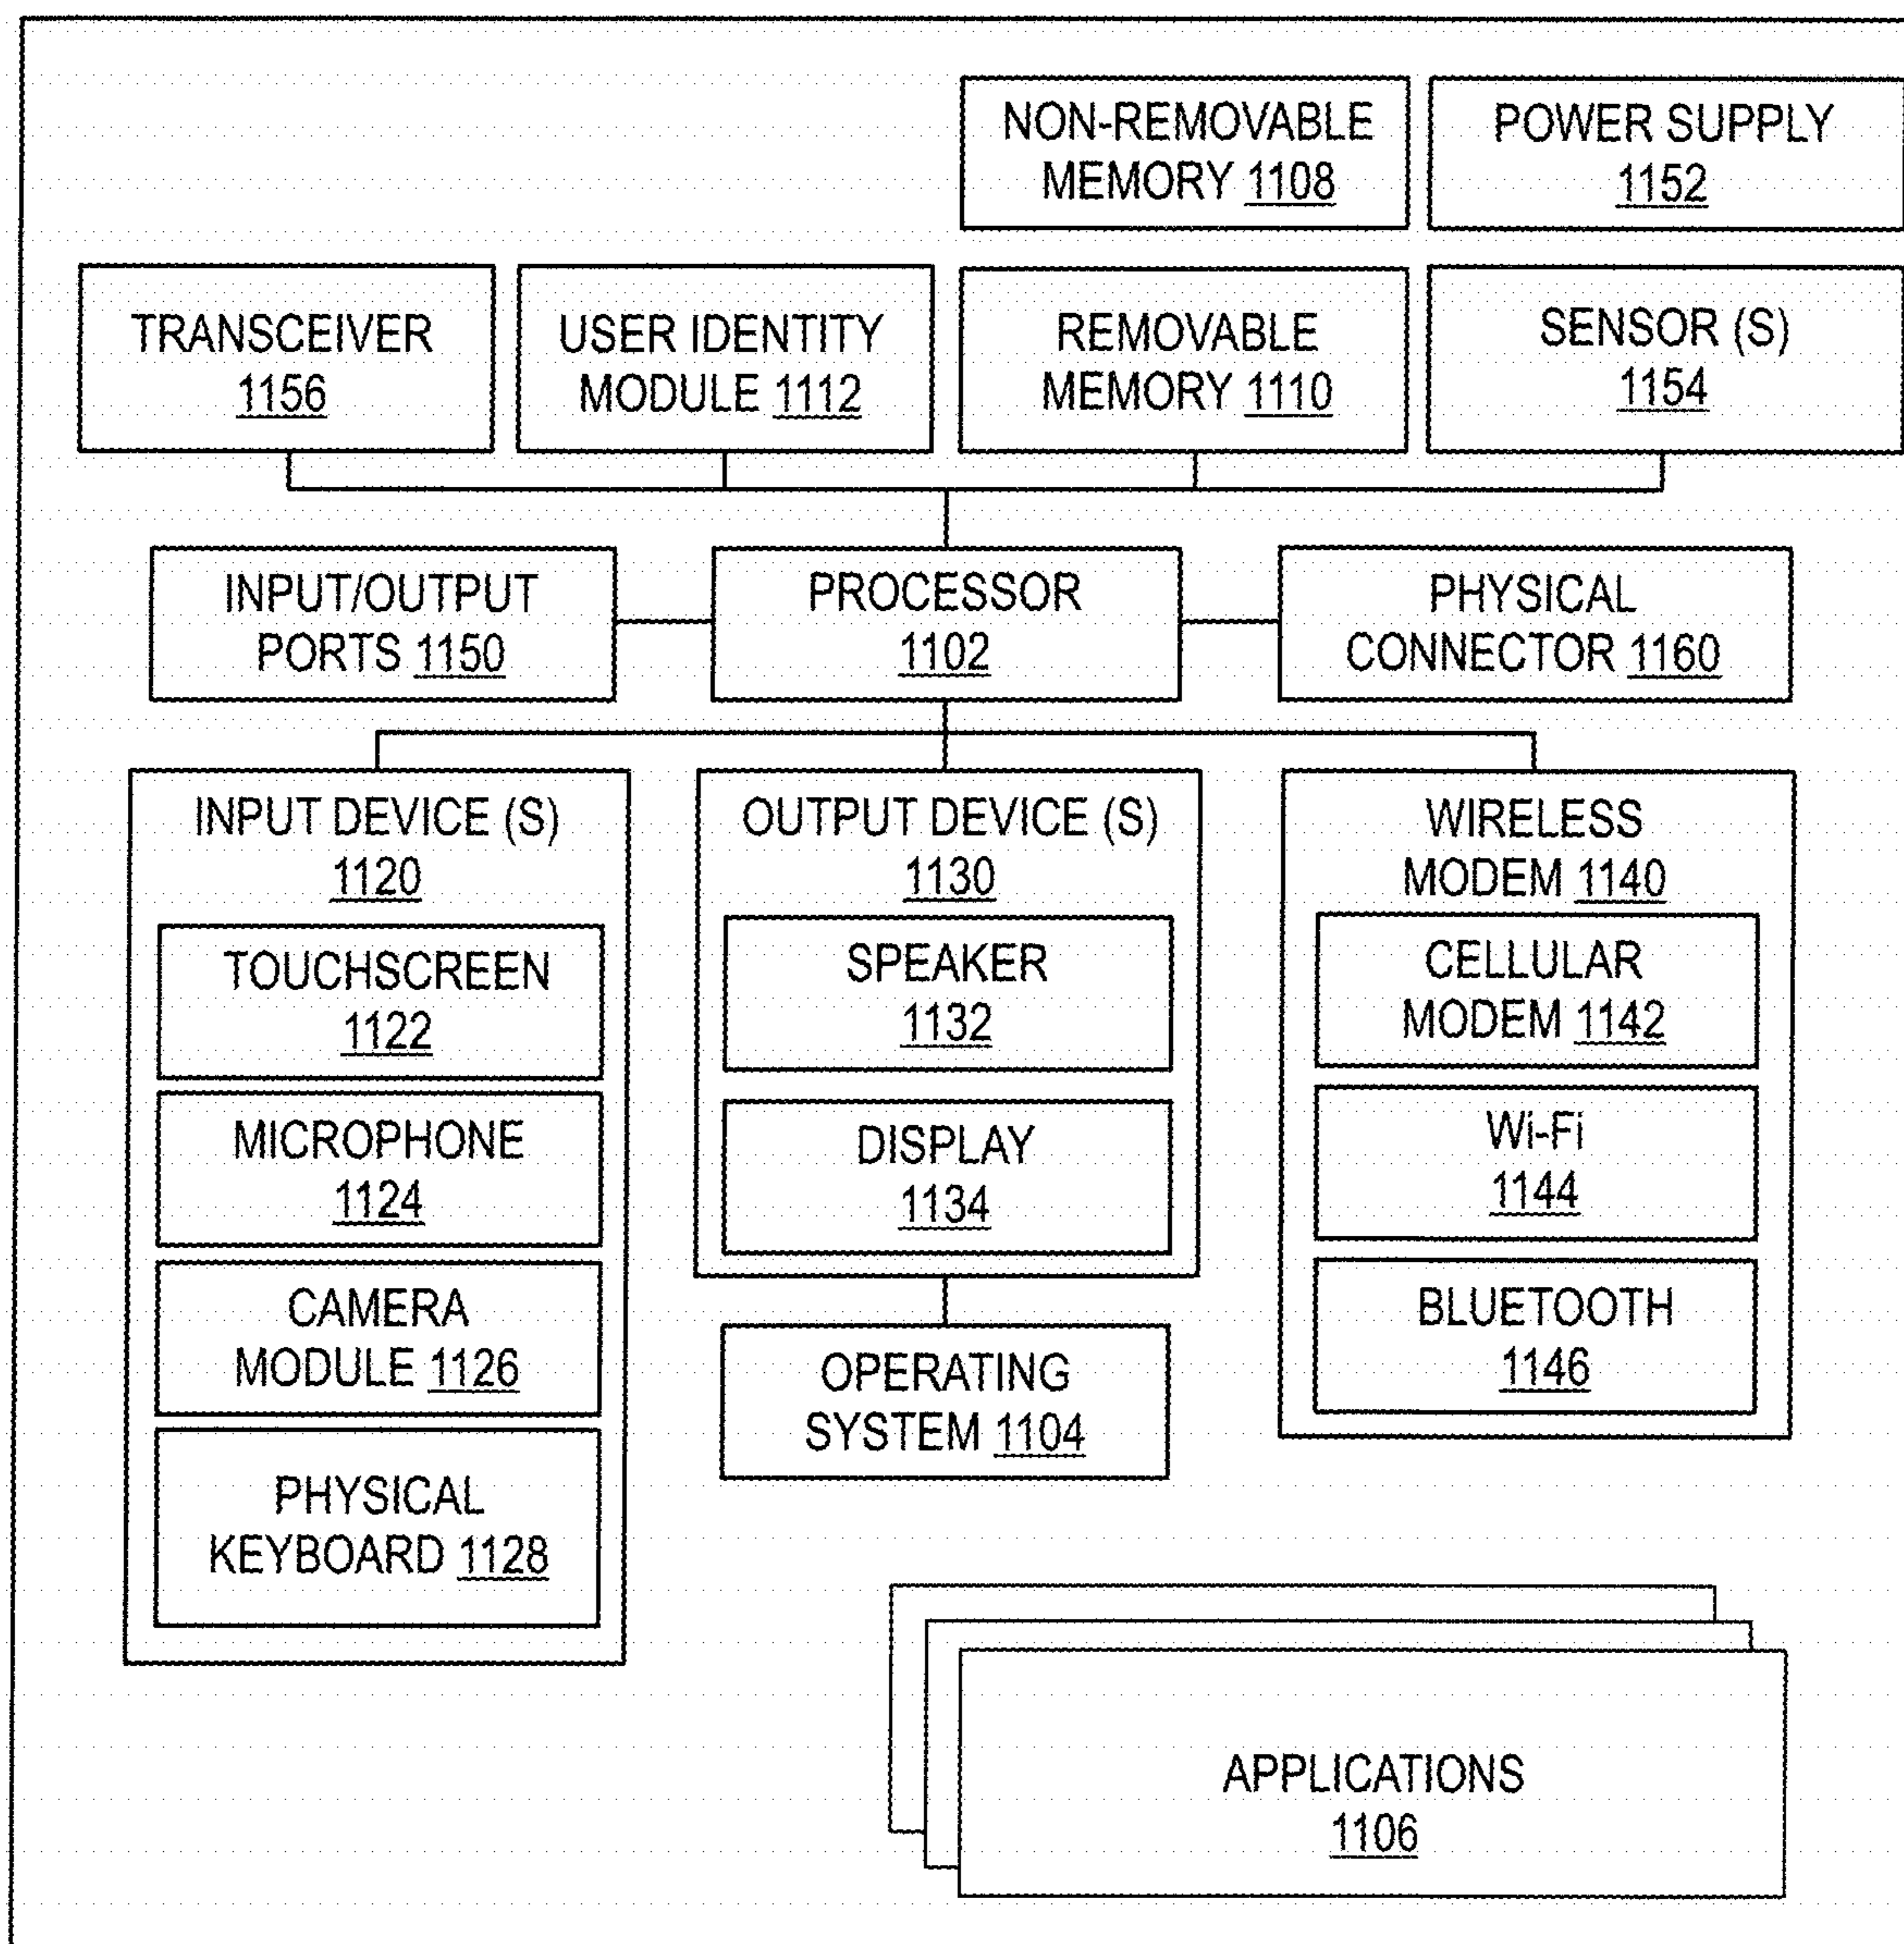 NON-REMOVABLE
MEMORY 1108
POWER SUPPLY
1152
TRANSCEIVER
1156
USER IDENTITY
MODULE 1112
REMOVABLE
MEMORY 1110
SENSOR (S)
1154
INPUT/OUTPUT
PORTS 1150
PROCESSOR
1102
PHYSICAL
CONNECTOR 1160
INPUT DEVICE (S)
1120
TOUCHSCREEN
1122
MICROPHONE
1124
CAMERA
MODULE 1126
PHYSICAL
KEYBOARD 1128
OUTPUT DEVICE (S)
1130
SPEAKER
1132
DISPLAY
1134
OPERATING
SYSTEM 1104
WIRELESS
MODEM 1140
CELLULAR
MODEM 1142
Wi-Fi
1144
BLUETOOTH
1146
APPLICATIONS
1106